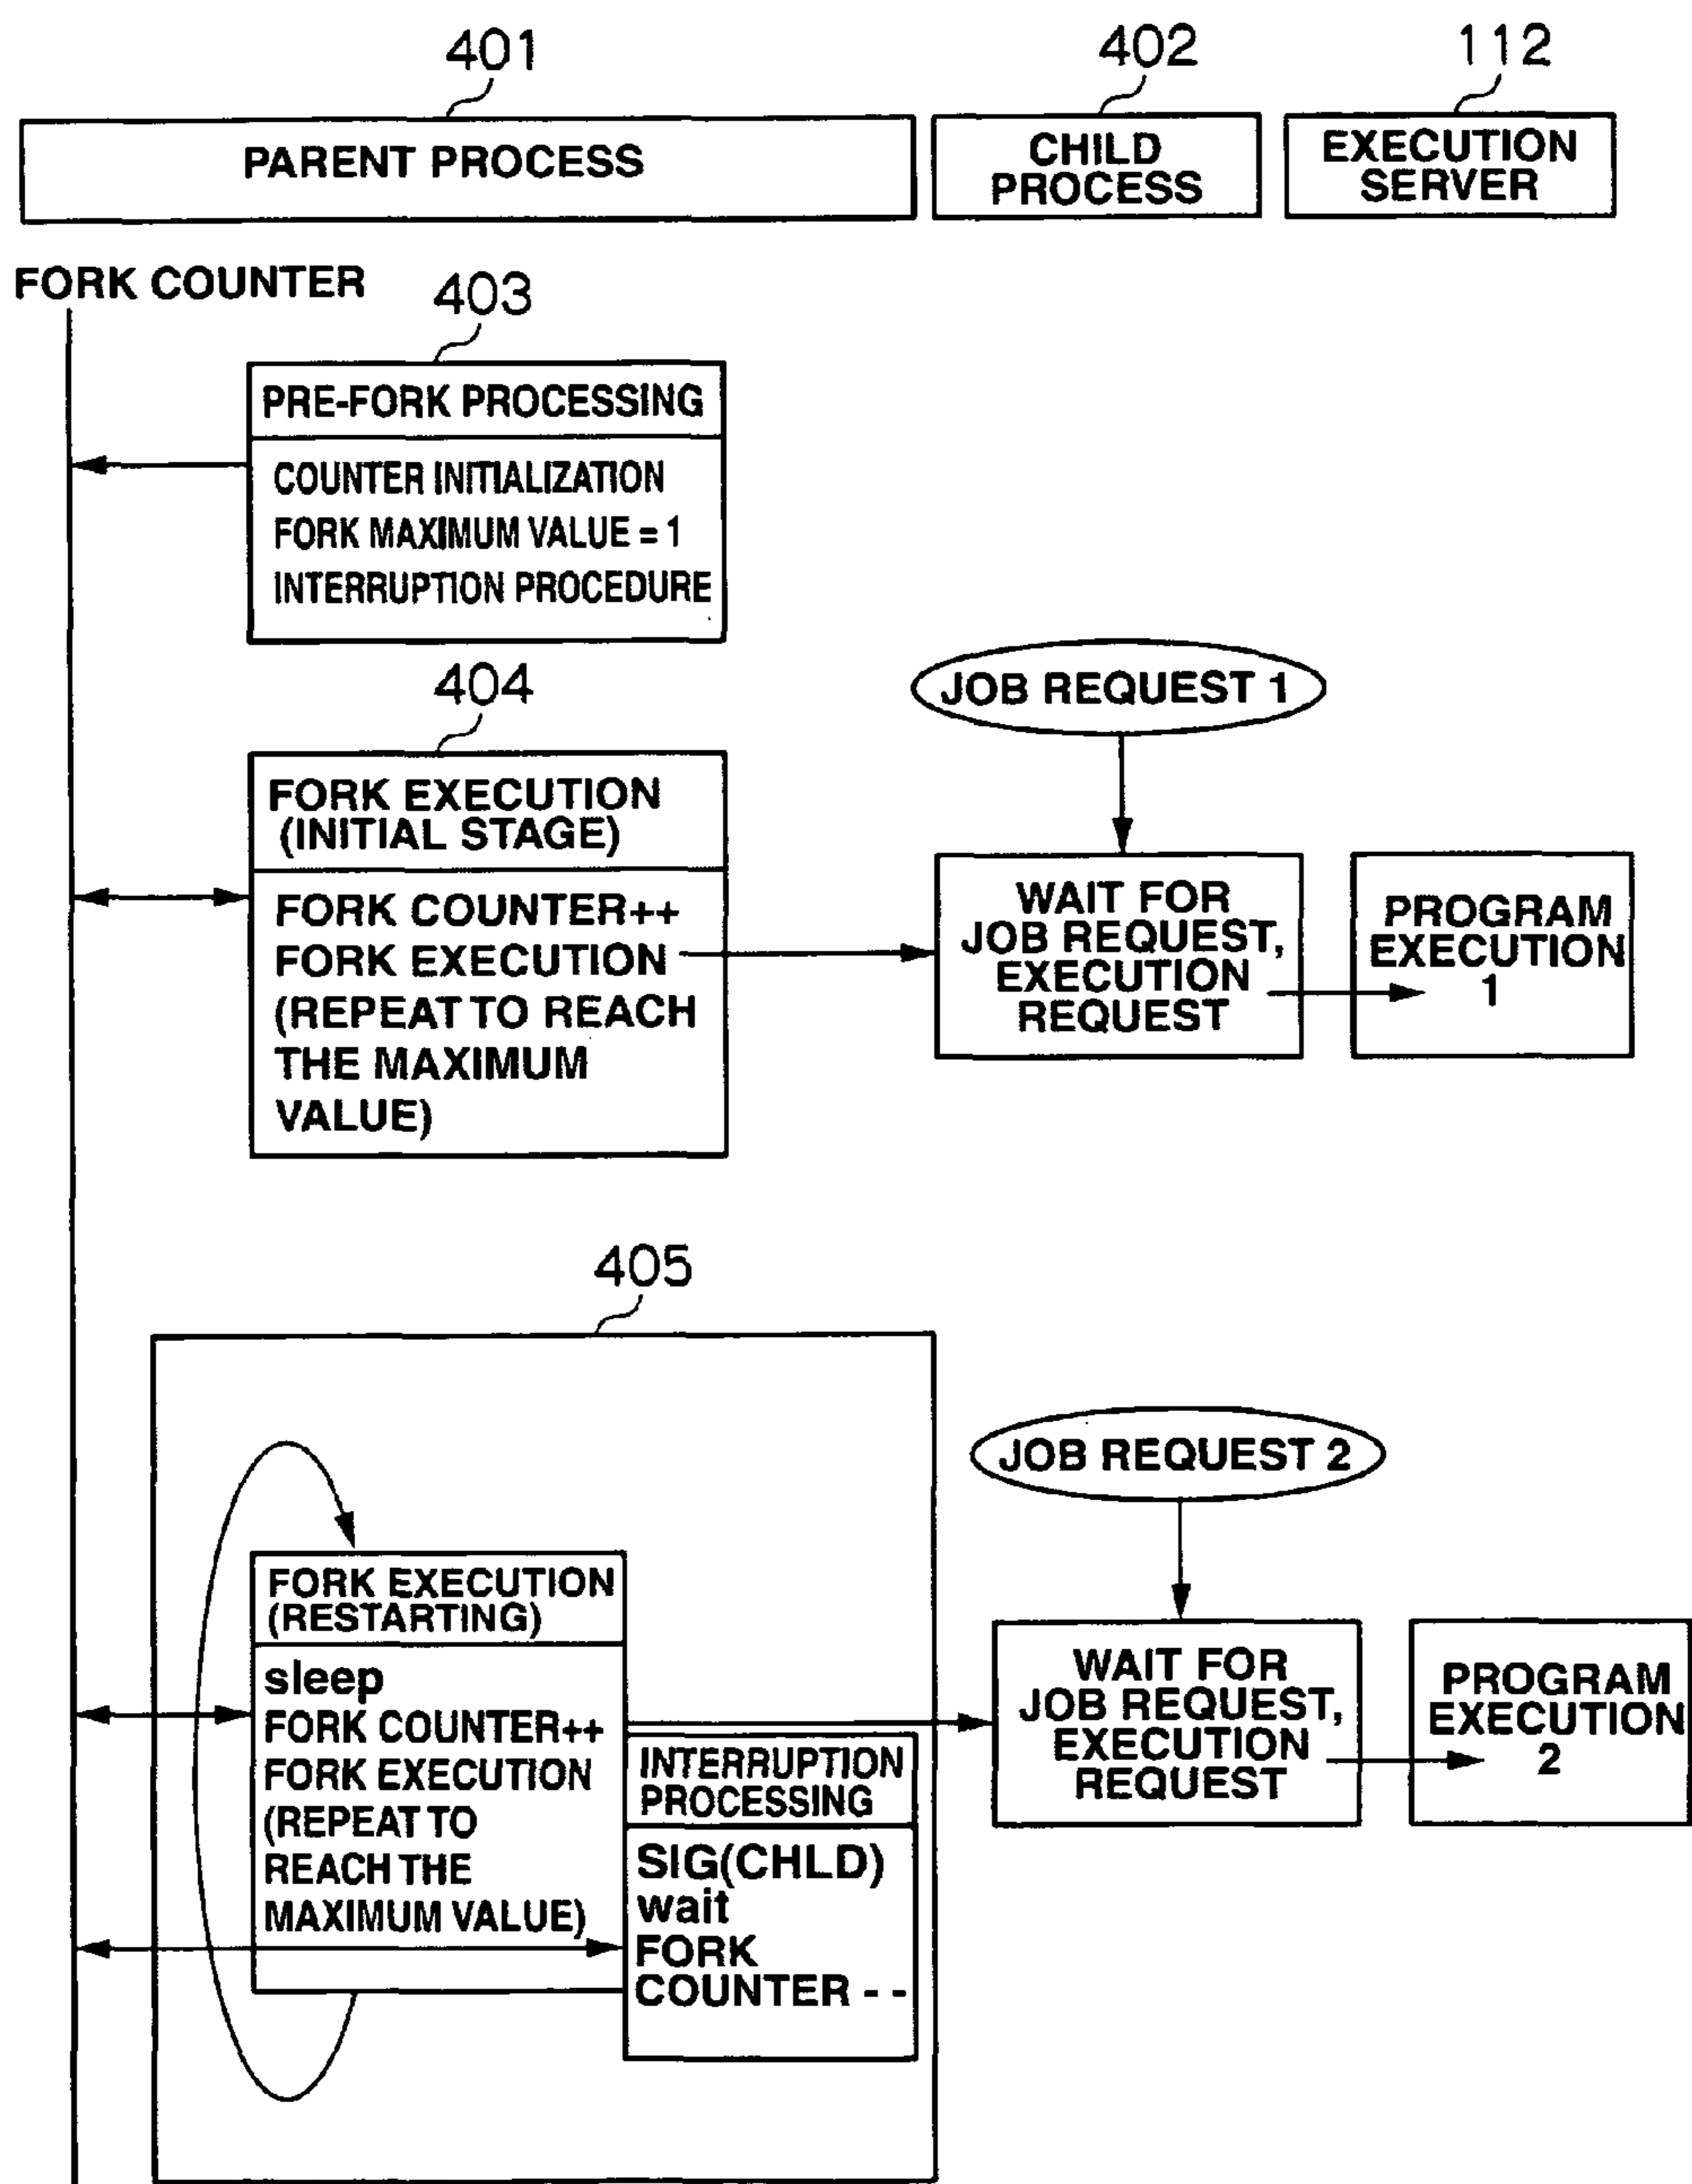 401
402
112
PARENT PROCESS
CHILD
PROCESS
EXECUTION
SERVER
FORK COUNTER
403
PRE-FORK PROCESSING
COUNTER INITIALIZATION
FORK MAXIMUM VALUE = 1
INTERRUPTION PROCEDURE
404
JOB REQUEST 1
FORK EXECUTION
(INITIAL STAGE)
FORK COUNTER++
FORK EXECUTION
(REPEAT TO REACH
THE MAXIMUM
VALUE)
WAIT FOR
JOB REQUEST,
EXECUTION
REQUEST
PROGRAM
EXECUTION
1
405
JOB REQUEST 2
FORK EXECUTION
(RESTARTING)
sleep
FORK COUNTER++
FORK EXECUTION
(REPEAT TO
REACH THE
MAXIMUM VALUE)
INTERRUPTION
PROCESSING
SIG(CHLD)
wait
FORK
COUNTER - -
WAIT FOR
JOB REQUEST,
EXECUTION
REQUEST
PROGRAM
EXECUTION
2